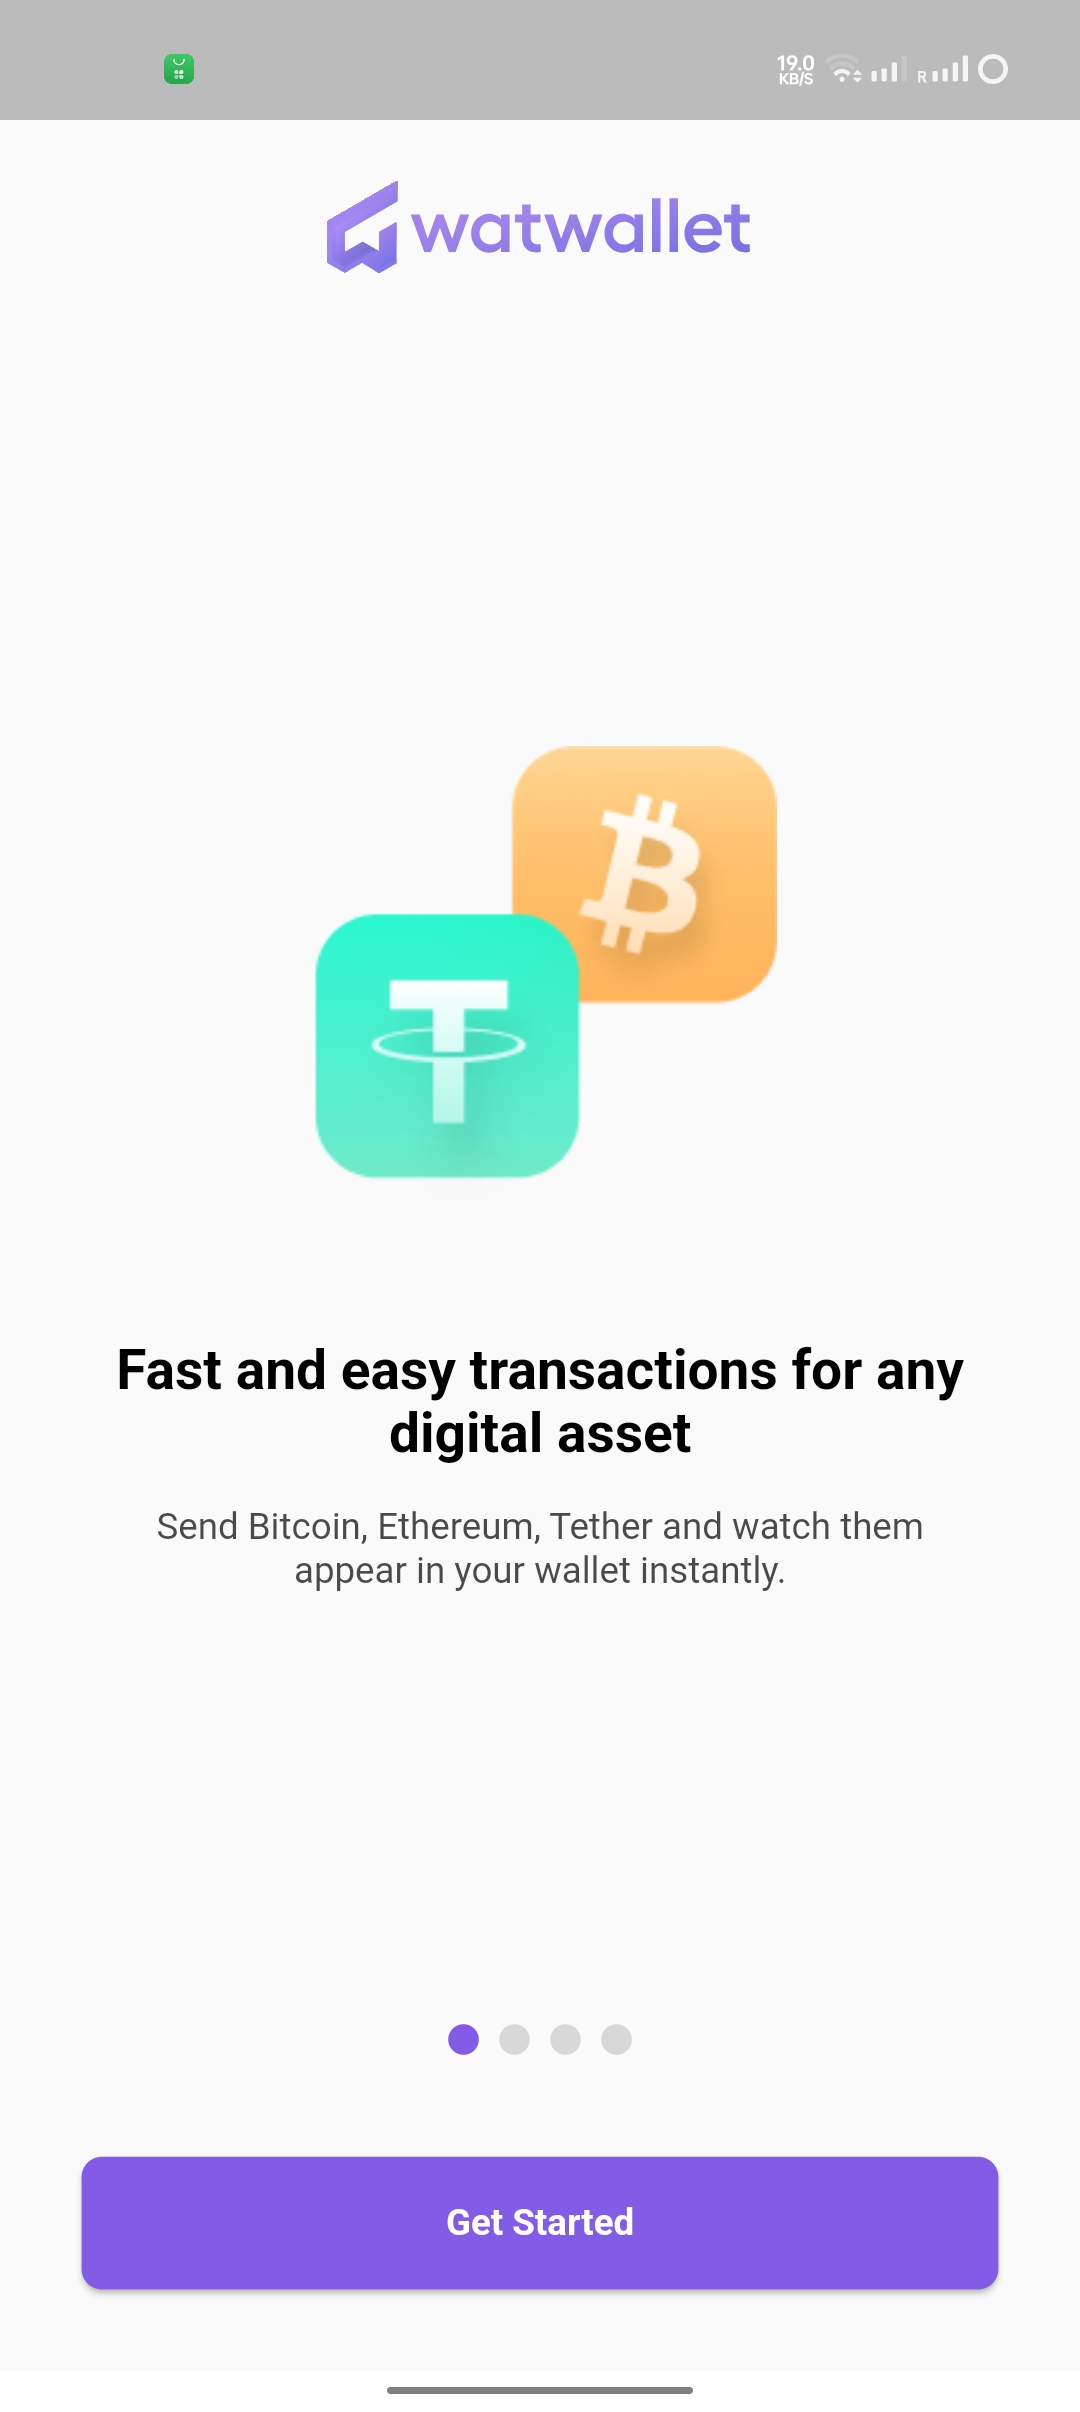 19.0
KB/S
R
watwallet
Fast and easy transactions for any
digital asset
Send Bitcoin, Ethereum, Tether and watch them
appear in your wallet instantly.
Get Started